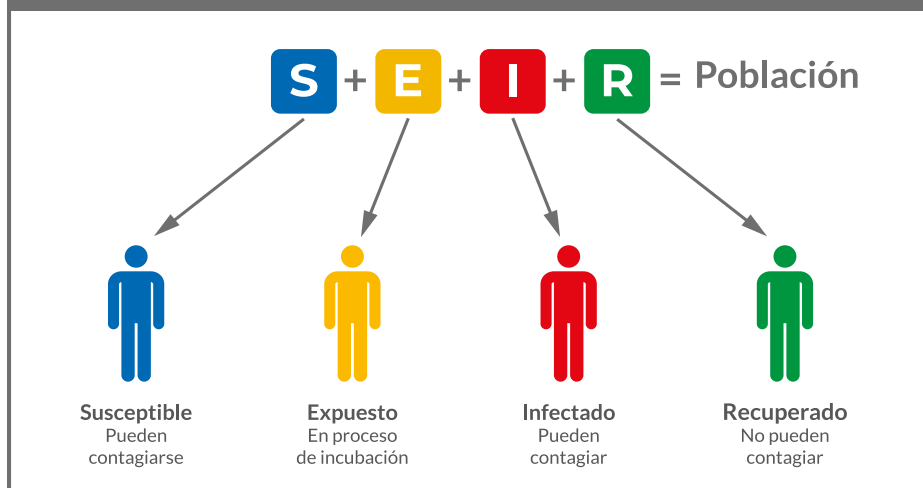 S + E + I + R = Población
Susceptible
Pueden
contagiarse
Expuesto
En proceso
de incubación
Infectado
Pueden
contagiar
Recuperado
No pueden
contagiar